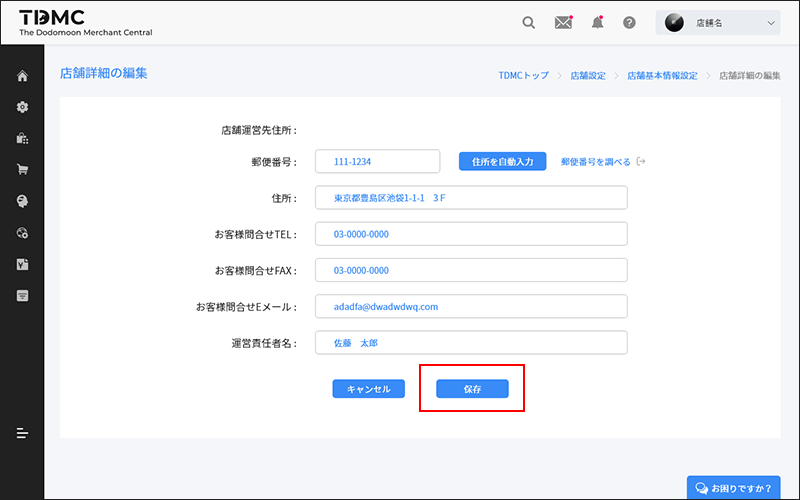 TDMC
The Dodomoon Merchant Central
店舗名
店舗詳細の編集
TDMCトップ 店舗設定 店舗基本情報設定 店舗詳細の編集
店舗運営先住所：
郵便番号： 111-1234 住所を自動入力 郵便番号を調べる
住所： 東京都豊島区池袋1-1-1　3Ｆ
お客様問合せTEL： 03-0000-0000
お客様問合せFAX： 03-0000-0000
お客様問合せEメール： adadfa@dwadwdwq.com
運営責任者名： 佐藤　太郎
キャンセル 保存
お困りですか？